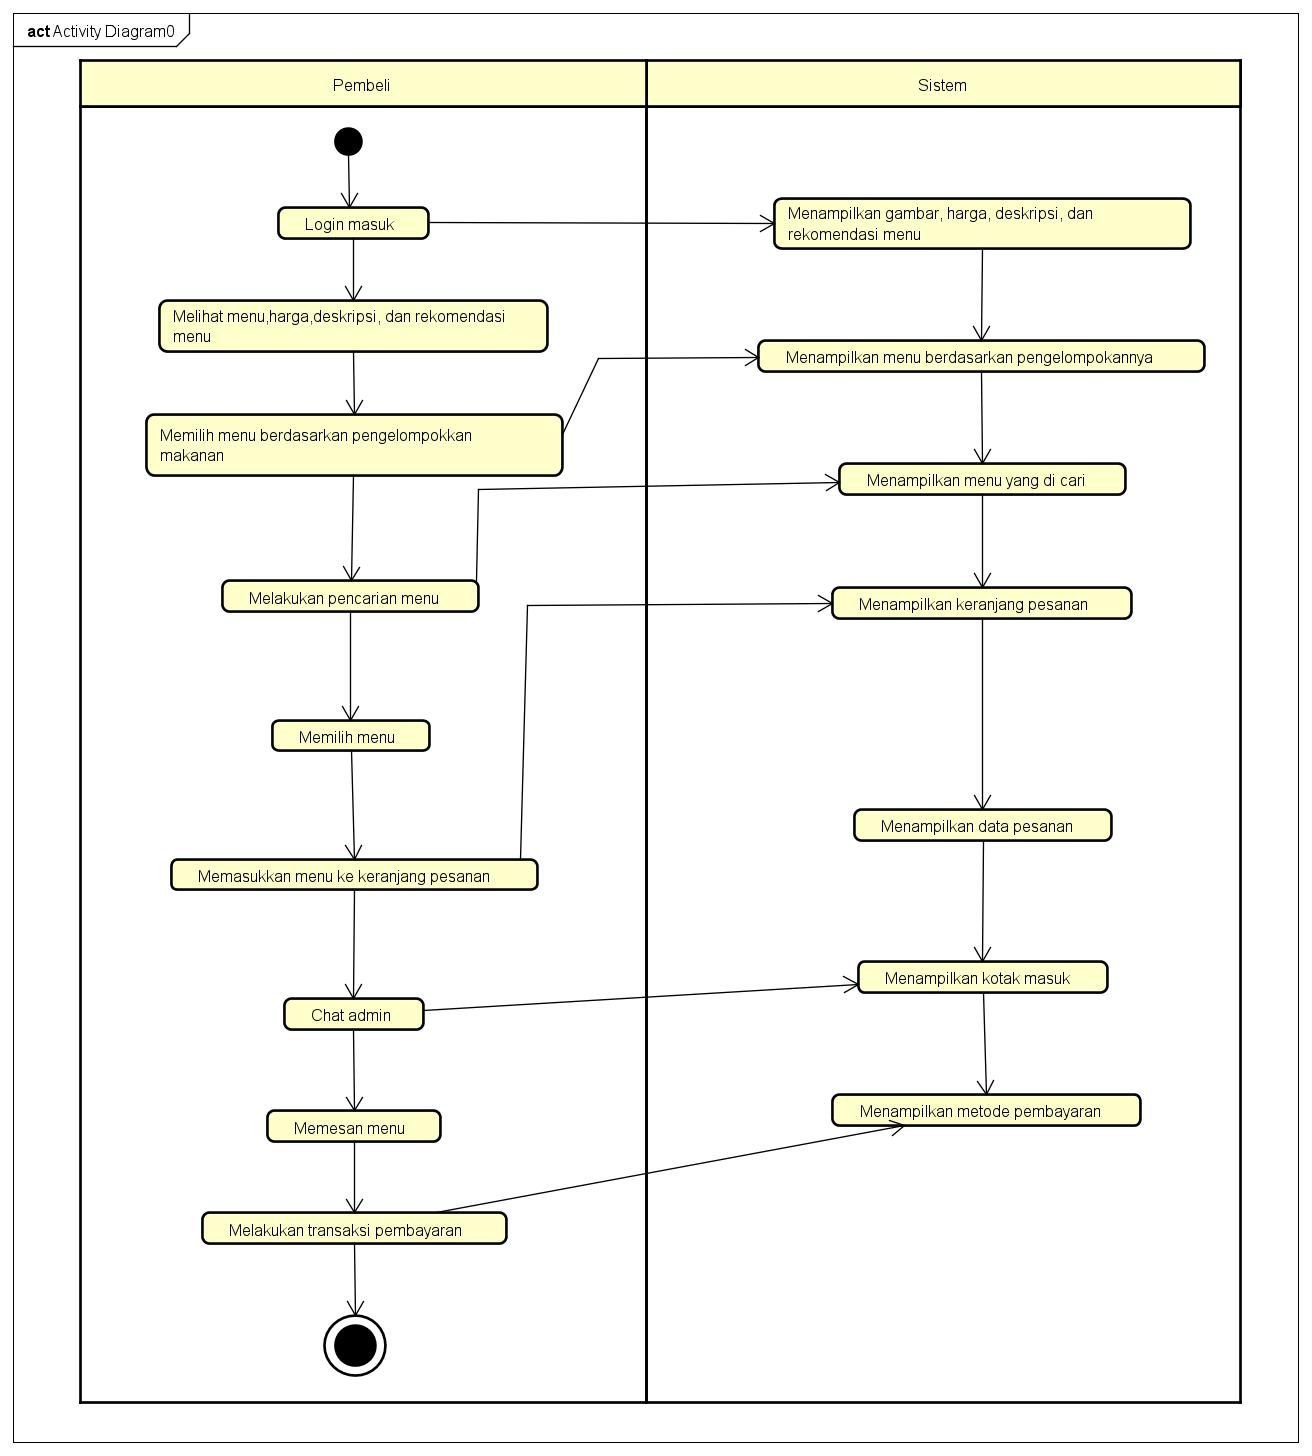 act Activity Diagram0
Pembeli
Sistem
Login masuk
Menampilkan gambar, harga, deskripsi, dan
rekomendasi menu
Melihat menu,harga,deskripsi, dan rekomendasi
menu
Menampilkan menu berdasarkan pengelompokannya
Memilih menu berdasarkan pengelompokkan
makanan
Menampilkan menu yang di cari
Melakukan pencarian menu
Menampilkan keranjang pesanan
Memilih menu
Menampilkan data pesanan
Memasukkan menu ke keranjang pesanan
Menampilkan kotak masuk
Chat admin
Menampilkan metode pembayaran
Memesan menu
Melakukan transaksi pembayaran